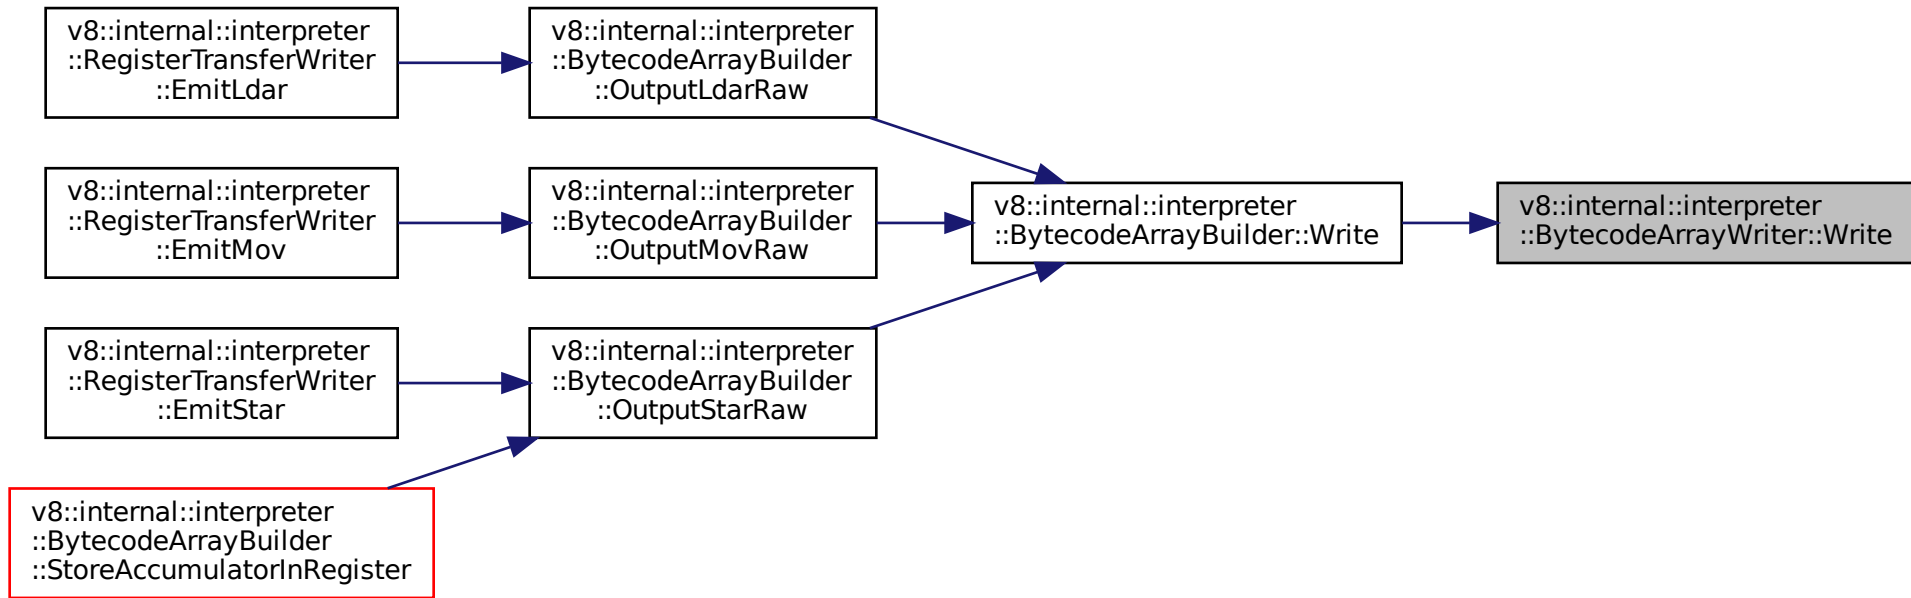 v8::internal::interpreter
::RegisterTransferWriter
::EmitLdar
v8::internal::interpreter
::BytecodeArrayBuilder
::OutputLdarRaw
v8::internal::interpreter
::RegisterTransferWriter
::EmitMov
v8::internal::interpreter
::BytecodeArrayBuilder
::OutputMovRaw
v8::internal::interpreter
::BytecodeArrayBuilder::Write
v8::internal::interpreter
::BytecodeArrayWriter::Write
v8::internal::interpreter
::RegisterTransferWriter
::EmitStar
v8::internal::interpreter
::BytecodeArrayBuilder
::OutputStarRaw
v8::internal::interpreter
::BytecodeArrayBuilder
::StoreAccumulatorInRegister